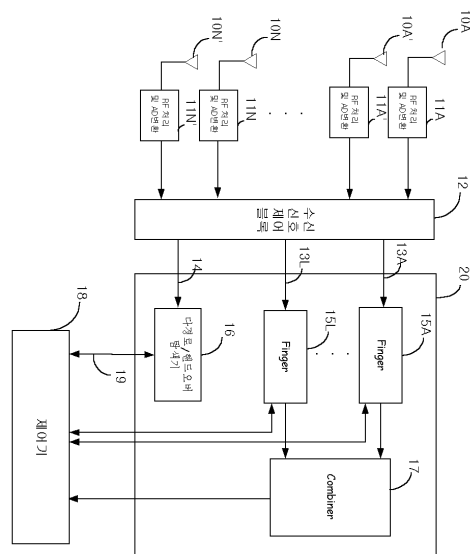 10A
10A'
10N
10N'
11A
RF 처리
및 AD변환
11A'
RF 처리
및 AD변환
11N
RF 처리
및 AD변환
11N'
RF 처리
및 AD변환
. . .
12
수신
신호
제어
블록
13A
13L
14
20
15A
Finger
. . .
15L
Finger
16
다경로/핸드오버
탐색기
17
Combiner
18
제어기
19